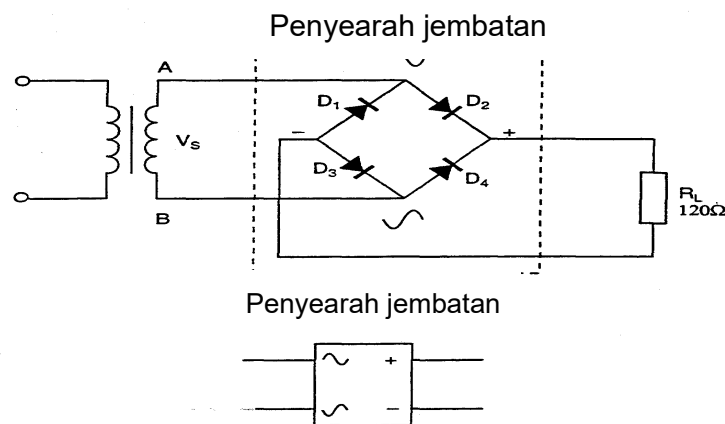 Penyearah jembatan
A
D₁
D₂
Vs
−
+
D₃
D₄
B
RL
120Ω
Penyearah jembatan
+
−